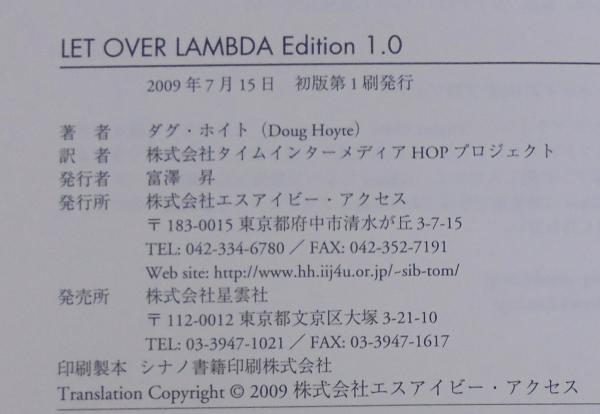 LET OVER LAMBDA Edition 1.0
2009年7月15日　初版第1刷発行
著　者　ダグ・ホイト（Doug Hoyte）
訳　者　株式会社タイムインターメディアHOPプロジェクト
発行者　富澤　昇
発行所　株式会社エスアイビー・アクセス
〒183-0015 東京都府中市清水が丘3-7-15
TEL: 042-334-6780／FAX: 042-352-7191
Web site: http://www.hh.iij4u.or.jp/~sib-tom/
発売所　株式会社星雲社
〒112-0012 東京都文京区大塚3-21-10
TEL: 03-3947-1021／FAX: 03-3947-1617
印刷製本　シナノ書籍印刷株式会社
Translation Copyright © 2009 株式会社エスアイビー・アクセス